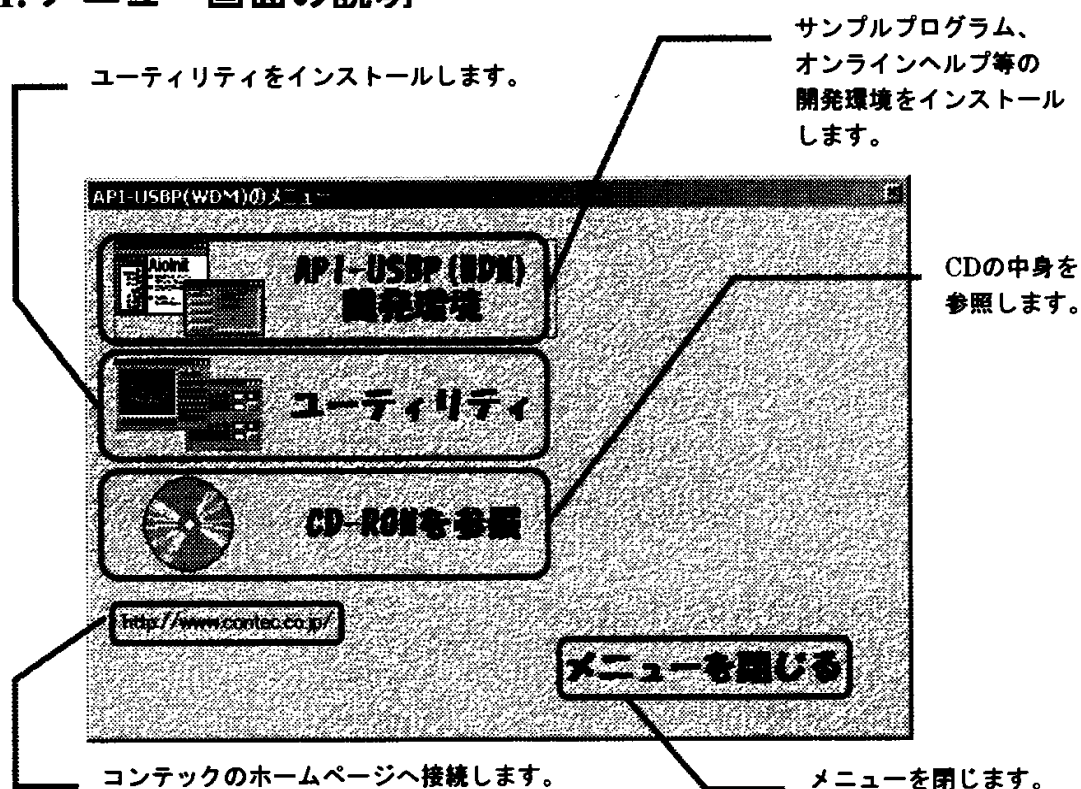 メニュー画面の説明
サンプルプログラム、
オンラインヘルプ等の
開発環境をインストール
します。
ユーティリティをインストールします。
API-USBP(WDM)のメニュー
AioInit
API-USBP(WDM)
開発環境
CDの中身を
参照します。
ユーティリティ
CD-ROMを参照
http://www.contec.co.jp/
メニューを閉じる
コンテックのホームページへ接続します。
メニューを閉じます。